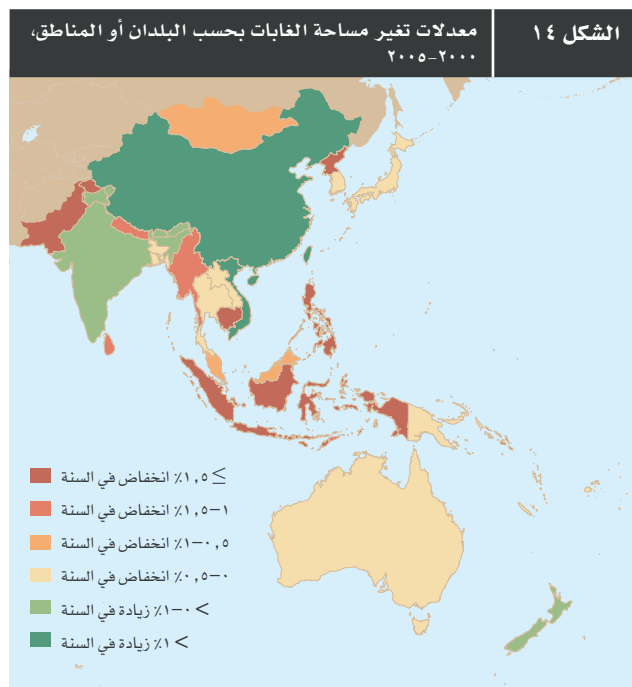 الشكل ١٤
معدلات تغير مساحة الغابات بحسب البلدان أو المناطق،
٢٠٠٠-٢٠٠٥
≥١,٥٪ انخفاض في السنة
١-١,٥٪ انخفاض في السنة
٠,٥-١٪ انخفاض في السنة
٠-٠,٥٪ انخفاض في السنة
>٠-١٪ زيادة في السنة
>١٪ زيادة في السنة